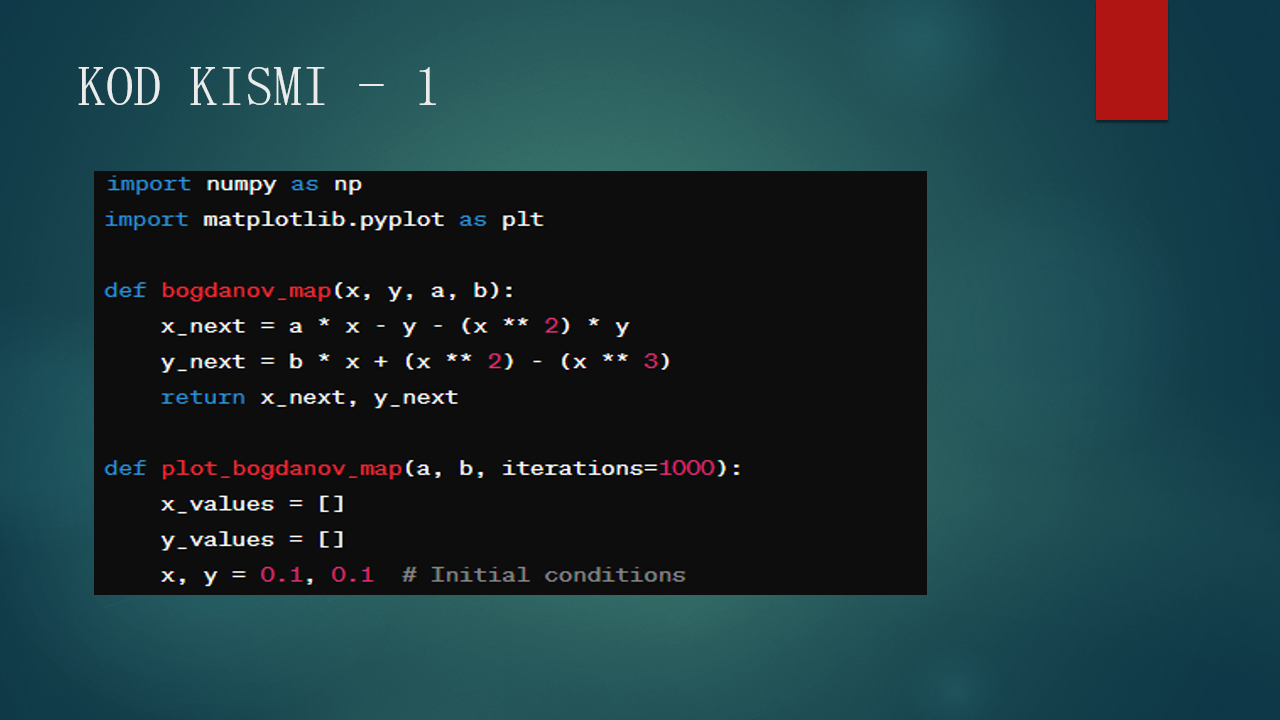 KOD KISMI - 1
import numpy as np
import matplotlib.pyplot as plt
def bogdanov_map(x, y, a, b):
    x_next = a * x - y - (x ** 2) * y
    y_next = b * x + (x ** 2) - (x ** 3)
    return x_next, y_next
def plot_bogdanov_map(a, b, iterations=1000):
    x_values = []
    y_values = []
    x, y = 0.1, 0.1  # Initial conditions